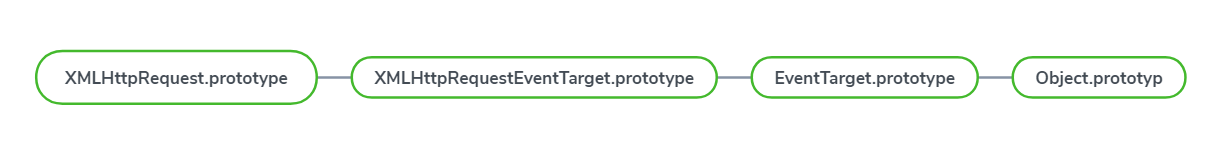 XMLHttpRequest.prototype
XMLHttpRequestEventTarget.prototype
EventTarget.prototype
Object.prototyp